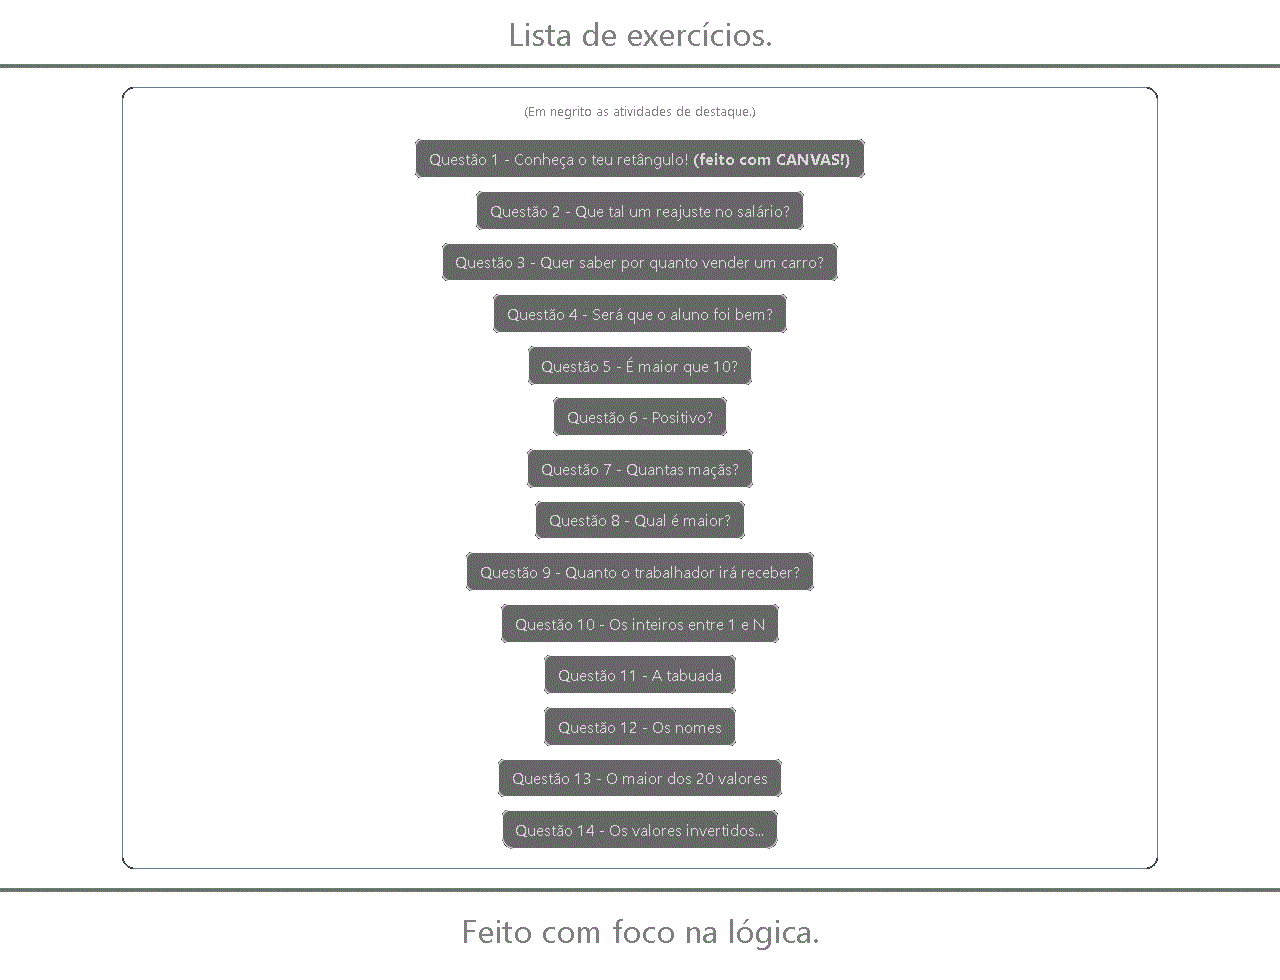 Lista de exercícios.
(Em negrito as atividades de destaque.)
Questão 1 - Conheça o teu retângulo! (feito com CANVAS!)
Questão 2 - Que tal um reajuste no salário?
Questão 3 - Quer saber por quanto vender um carro?
Questão 4 - Será que o aluno foi bem?
Questão 5 - É maior que 10?
Questão 6 - Positivo?
Questão 7 - Quantas maçãs?
Questão 8 - Qual é maior?
Questão 9 - Quanto o trabalhador irá receber?
Questão 10 - Os inteiros entre 1 e N
Questão 11 - A tabuada
Questão 12 - Os nomes
Questão 13 - O maior dos 20 valores
Questão 14 - Os valores invertidos...
Feito com foco na lógica.